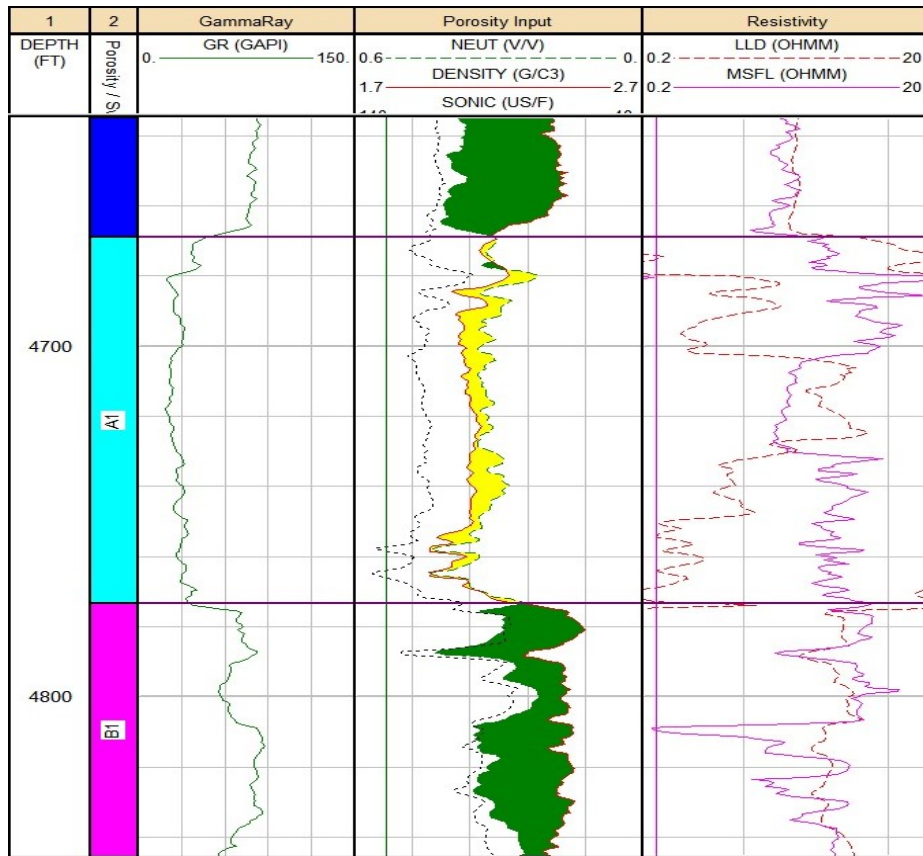 1 2 GammaRay Porosity Input Resistivity
DEPTH (FT)
GR (GAPI)
0. 150.
NEUT (V/V)
0.6 0.
DENSITY (G/C3)
1.7 2.7
SONIC (US/F)
LLD (OHMM)
0.2 20
MSFL (OHMM)
0.2 20
Porosity /
4700
A1
4800
B1